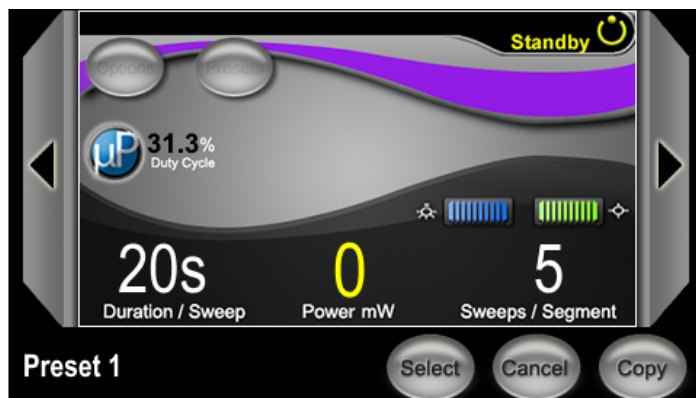 Standby
Options Presets
µP 31.3%
Duty Cycle
20s 0 5
Duration / Sweep Power mW Sweeps / Segment
Preset 1 Select Cancel Copy